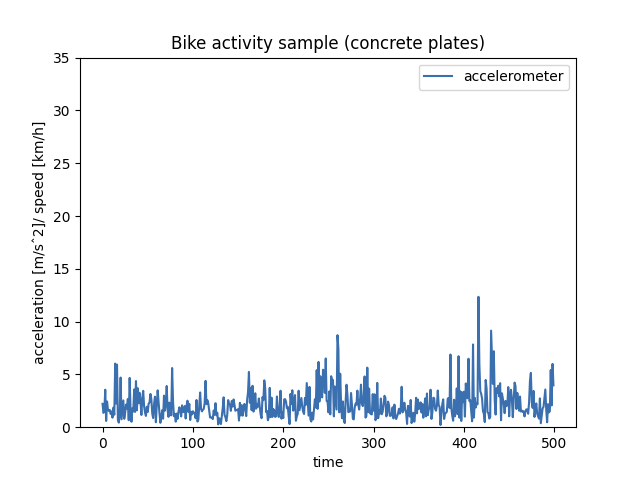 Bike activity sample (concrete plates)
accelerometer
acceleration [m/sˆ2]/ speed [km/h]
35
30
25
20
15
10
5
0
0 100 200 300 400 500
time